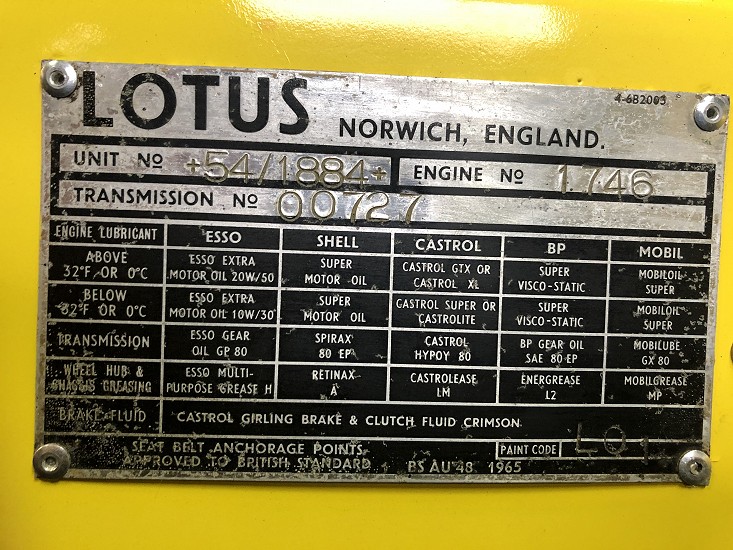 LOTUS NORWICH, ENGLAND.
4-682003
UNIT Nº +54/1884+ ENGINE Nº 1746
TRANSMISSION Nº 00727
ENGINE LUBRICANT ESSO SHELL CASTROL BP MOBIL
ABOVE 32°F OR 0°C ESSO EXTRA MOTOR OIL 20W/50 SUPER MOTOR OIL CASTROL GTX OR CASTROL XL SUPER VISCO-STATIC MOBILOIL SUPER
BELOW 32°F OR 0°C ESSO EXTRA MOTOR OIL 10W/30 SUPER MOTOR OIL CASTROL SUPER OR CASTROLITE SUPER VISCO-STATIC MOBILOIL SUPER
TRANSMISSION ESSO GEAR OIL GP 80 SPIRAX 80 EP CASTROL HYPOY 80 BP GEAR OIL SAE 80 EP MOBILUBE GX 80
WHEEL HUB & CHASSIS GREASING ESSO MULTI-PURPOSE GREASE H RETINAX A CASTROLEASE LM ENERGREASE L2 MOBILGREASE MP
BRAKE FLUID CASTROL GIRLING BRAKE & CLUTCH FLUID CRIMSON
SEAT BELT ANCHORAGE POINTS PAINT CODE
APPROVED TO BRITISH STANDARD BS AU 48 1965